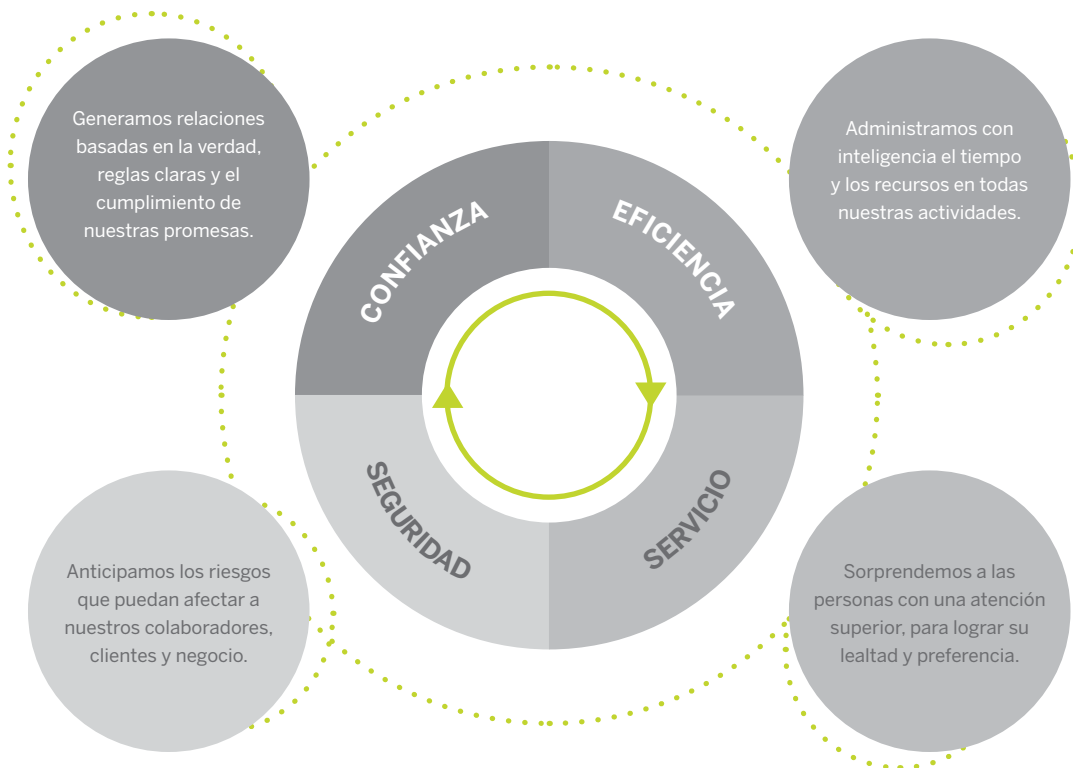 Generamos relaciones
basadas en la verdad,
reglas claras y el
cumplimiento de
nuestras promesas.
Administramos con
inteligencia el tiempo
y los recursos en todas
nuestras actividades.
CONFIANZA
EFICIENCIA
SEGURIDAD
SERVICIO
Anticipamos los riesgos
que puedan afectar a
nuestros colaboradores,
clientes y negocio.
Sorprendemos a las
personas con una atención
superior, para lograr su
lealtad y preferencia.